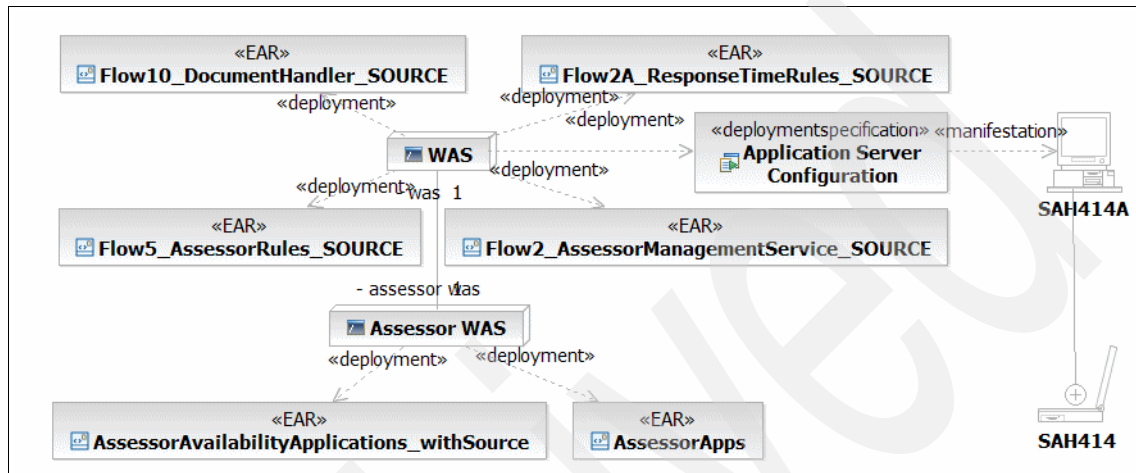 «EAR»
Flow10_DocumentHandler_SOURCE
«EAR»
Flow2A_ResponseTimeRules_SOURCE
«deployment»
«deployment»
«deployment»
WAS
«deploymentspecification»
Application Server
Configuration
«manifestation»
SAH414A
«deployment»
- was 1
«deployment»
«EAR»
Flow5_AssessorRules_SOURCE
«EAR»
Flow2_AssessorManagementService_SOURCE
- assessor was
1
Assessor WAS
«deployment»
«deployment»
«EAR»
AssessorAvailabilityApplications_withSource
«EAR»
AssessorApps
SAH414